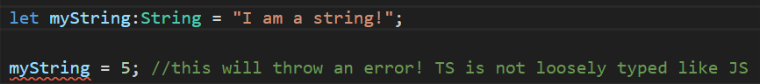 let myString:String = "I am a string!";
myString = 5; //this will throw an error! TS is not loosely typed like JS